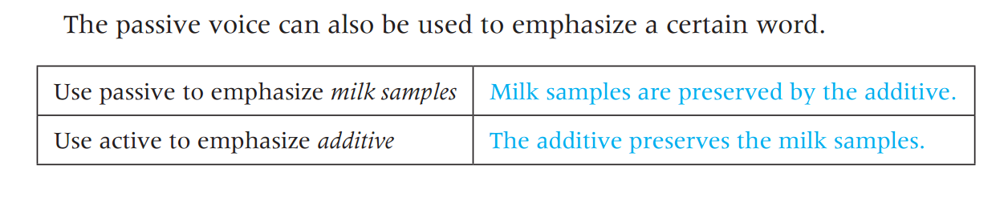 The passive voice can also be used to emphasize a certain word.
Use passive to emphasize milk samples
Milk samples are preserved by the additive.
Use active to emphasize additive
The additive preserves the milk samples.